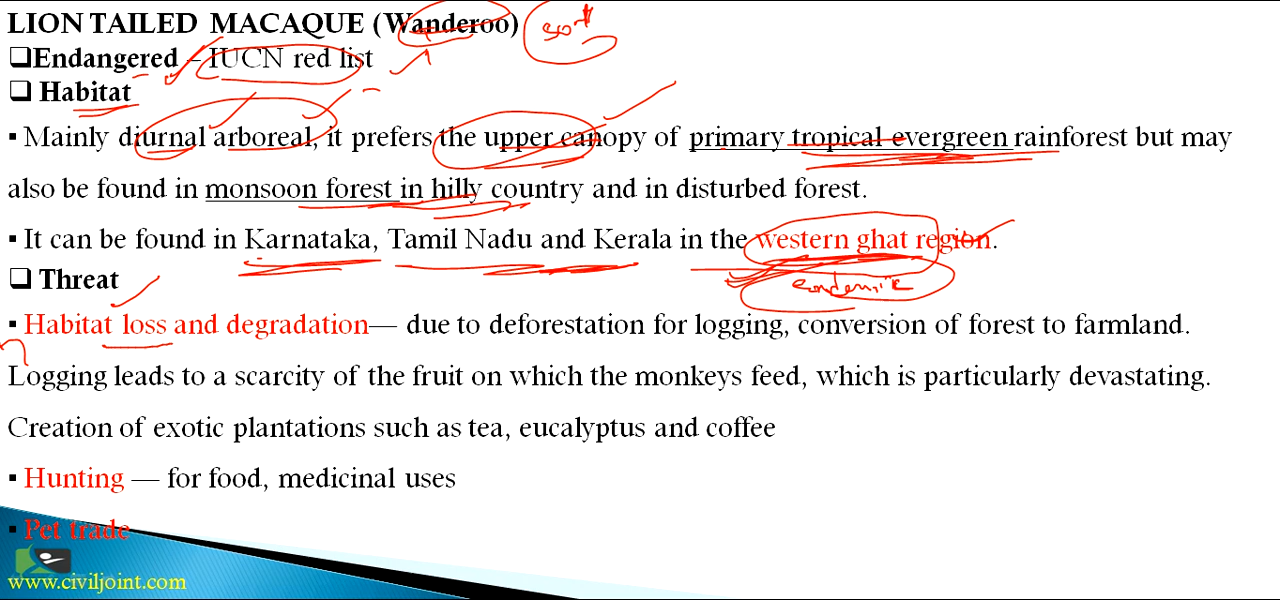 LION TAILED MACAQUE (Wanderoo)
❑Endangered – IUCN red list
❑ Habitat
▪ Mainly diurnal arboreal, it prefers the upper canopy of primary tropical evergreen rainforest but may
also be found in monsoon forest in hilly country and in disturbed forest.
▪ It can be found in Karnataka, Tamil Nadu and Kerala in the western ghat region.
endemic
❑ Threat
▪ Habitat loss and degradation— due to deforestation for logging, conversion of forest to farmland.
Logging leads to a scarcity of the fruit on which the monkeys feed, which is particularly devastating.
Creation of exotic plantations such as tea, eucalyptus and coffee
▪ Hunting — for food, medicinal uses
▪ Pet trade
www.civiljoint.com